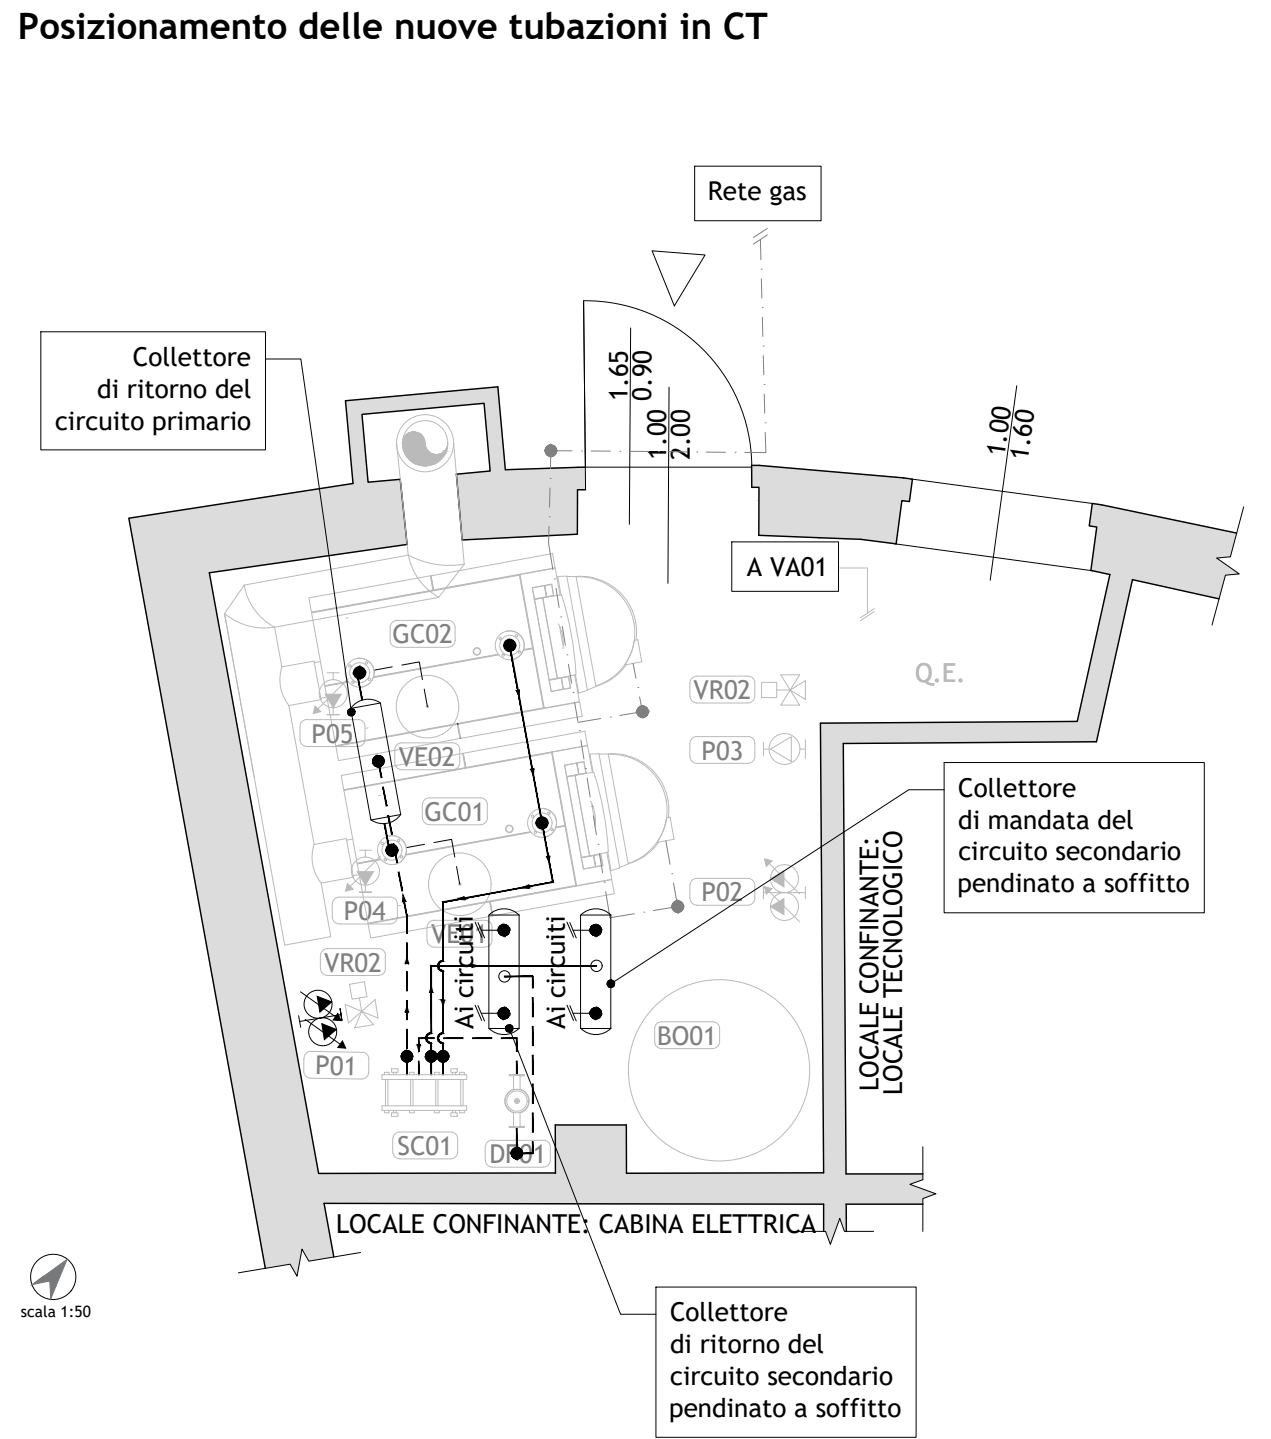 Posizionamento delle nuove tubazioni in CT
Rete gas
Collettore
di ritorno del
circuito primario
1.65
0.90
1.00
2.00
1.00
1.60
A VA01
GC02
Q.E.
VR02
P05
VE02
P03
GC01
Collettore
di mandata del
circuito secondario
pendinato a soffitto
P04
P02
VE01
VR02
Ai circuiti
Ai circuiti
LOCALE CONFINANTE:
LOCALE TECNOLOGICO
BO01
P01
SC01
DF01
LOCALE CONFINANTE: CABINA ELETTRICA
scala 1:50
Collettore
di ritorno del
circuito secondario
pendinato a soffitto